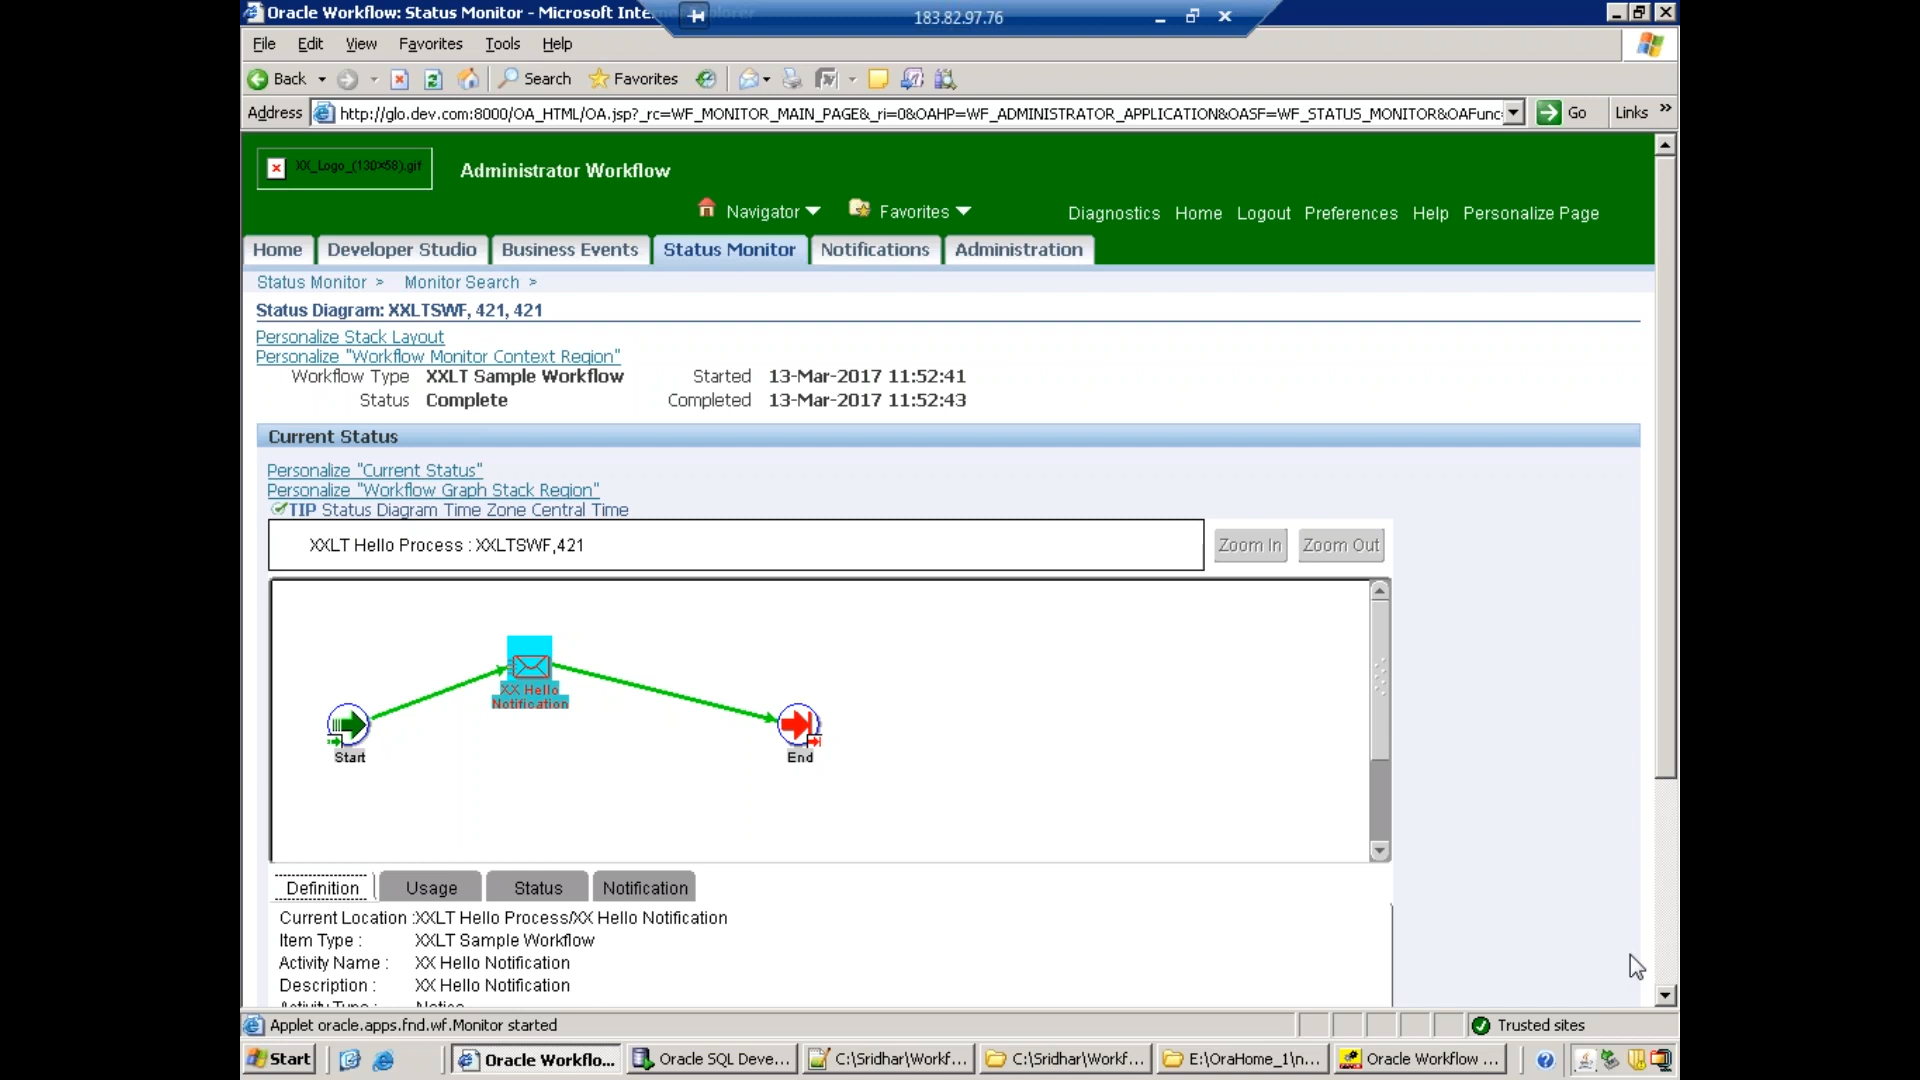 Oracle Workflow: Status Monitor - Microsoft Inte
183.82.97.76
File Edit View Favorites Tools Help
Back Search Favorites
Address http://glo.dev.com:8000/OA_HTML/OA.jsp?_rc=WF_MONITOR_MAIN_PAGE&_ri=0&OAHP=WF_ADMINISTRATOR_APPLICATION&OASF=WF_STATUS_MONITOR&OAFunc Go Links »
XX_Logo_(130×58).gif Administrator Workflow
Navigator Favorites Diagnostics Home Logout Preferences Help Personalize Page
Home Developer Studio Business Events Status Monitor Notifications Administration
Status Monitor > Monitor Search >
Status Diagram: XXLTSWF, 421, 421
Personalize Stack Layout
Personalize "Workflow Monitor Context Region"
Workflow Type XXLT Sample Workflow Started 13-Mar-2017 11:52:41
Status Complete Completed 13-Mar-2017 11:52:43
Current Status
Personalize "Current Status"
Personalize "Workflow Graph Stack Region"
TIP Status Diagram Time Zone Central Time
XXLT Hello Process : XXLTSWF,421 Zoom In Zoom Out
XX Hello
Notification
Start
End
Definition Usage Status Notification
Current Location :XXLT Hello Process/XX Hello Notification
Item Type : XXLT Sample Workflow
Activity Name : XX Hello Notification
Description : XX Hello Notification
Activity Type : Notice
Applet oracle.apps.fnd.wf.Monitor started Trusted sites
Start Oracle Workflo... Oracle SQL Deve... C:\Sridhar\Workf... C:\Sridhar\Workf... E:\OraHome_1\n... Oracle Workflow ...